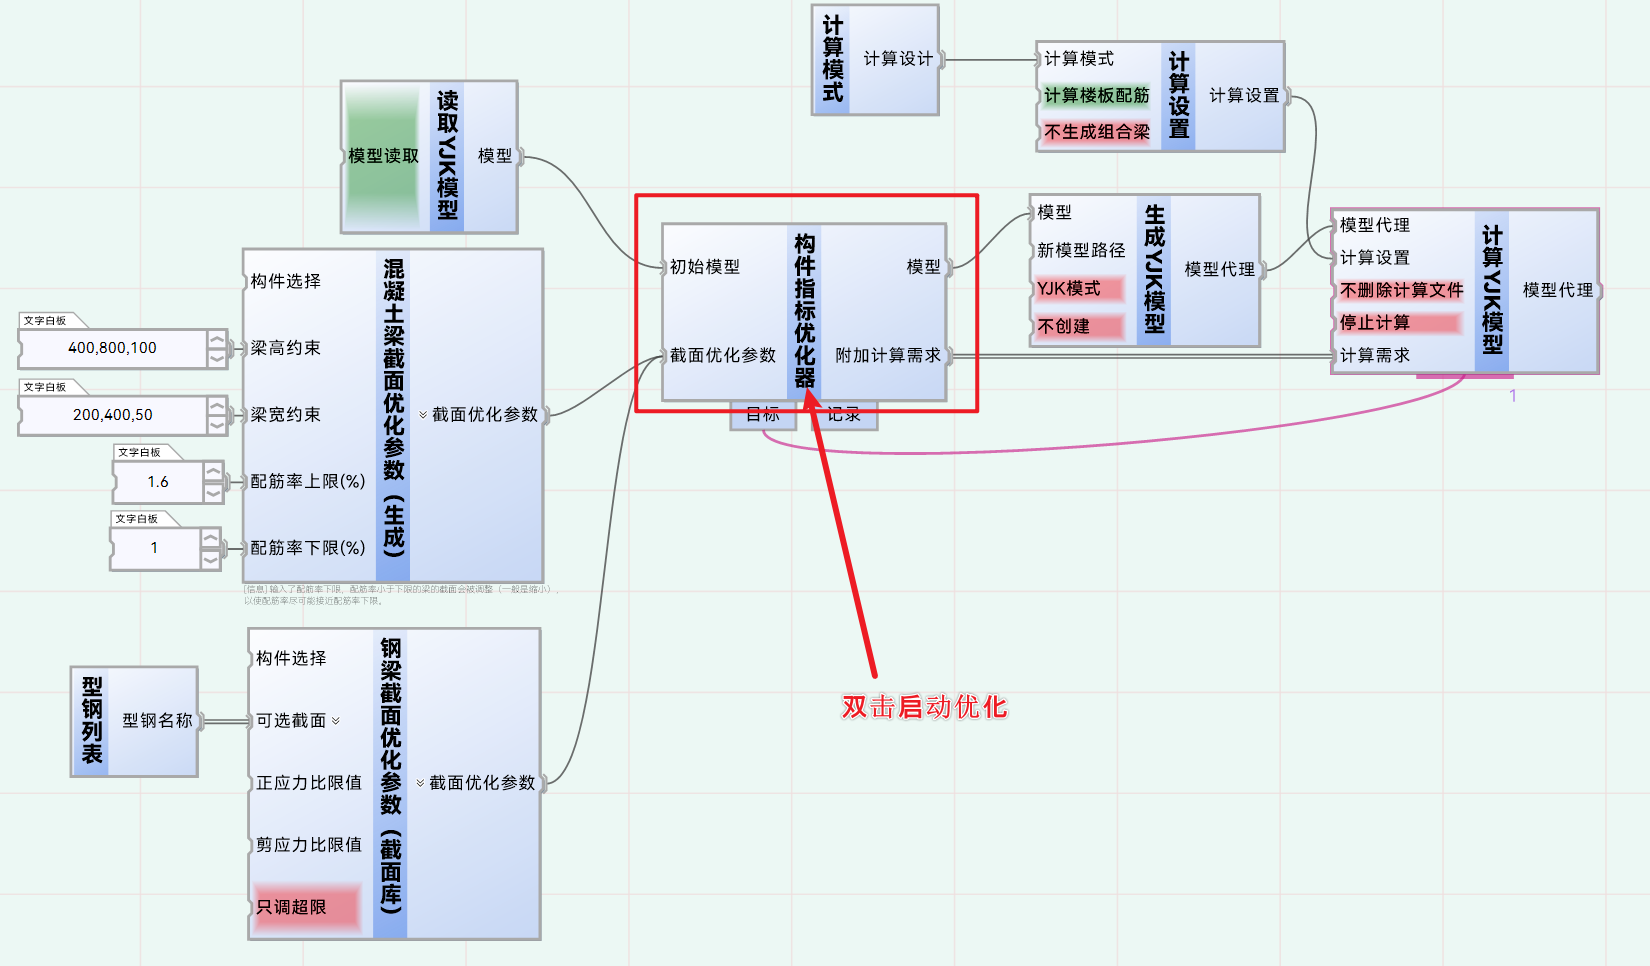 计算模式
计算设计
计算模式
计算楼板配筋
不生成组合梁
计算设置
计算设置
模型读取
读取YJK模型
模型
初始模型
截面优化参数
构件指标优化器
模型
附加计算需求
目标
记录
模型
新模型路径
YJK模式
不创建
生成YJK模型
模型代理
模型代理
计算设置
不删除计算文件
停止计算
计算需求
计算YJK模型
模型代理
1
文字白板
400,800,100
文字白板
200,400,50
文字白板
1.6
文字白板
1
构件选择
梁高约束
梁宽约束
配筋率上限(%)
配筋率下限(%)
混凝土梁截面优化参数（生成）
截面优化参数
[信息]输入了配筋率下限，配筋率小于下限的梁的截面会被调整（一般是缩小），
以使配筋率尽可能接近配筋率下限。
型钢列表
型钢名称
构件选择
可选截面
正应力比限值
剪应力比限值
只调超限
钢梁截面优化参数（截面库）
截面优化参数
双击启动优化